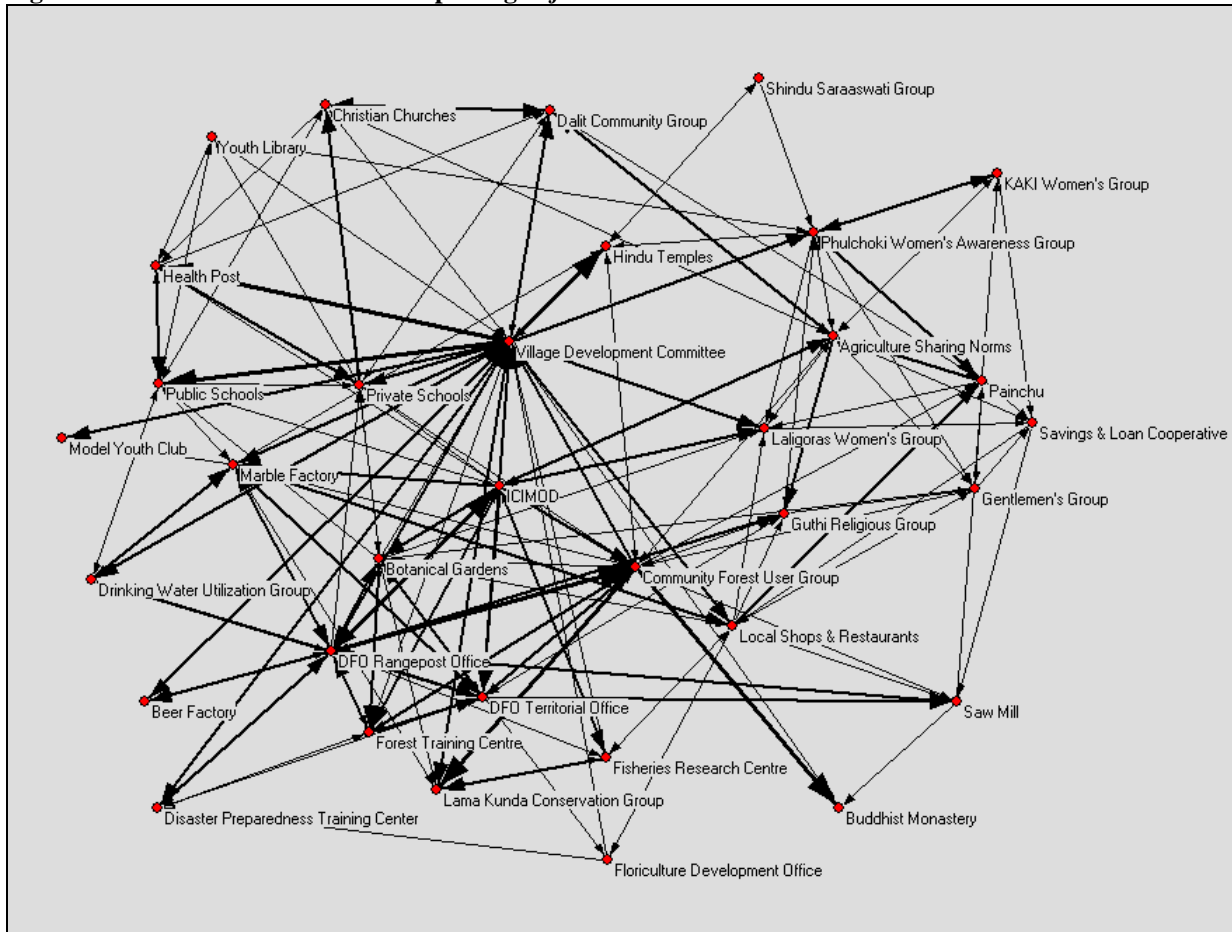 Shindu Saraaswati Group
Christian Churches
Dalit Community Group
Youth Library
KAKI Women's Group
Phulchoki Women's Awareness Group
Hindu Temples
Health Post
Village Development Committee
Agriculture Sharing Norms
Public Schools
Private Schools
Painchu
Model Youth Club
Laligoras Women's Group
Savings & Loan Cooperative
Marble Factory
ICIMOD
Gentlemen's Group
Guthi Religious Group
Botanical Gardens
Community Forest User Group
Drinking Water Utilization Group
Local Shops & Restaurants
DFO Rangepost Office
Beer Factory
DFO Territorial Office
Saw Mill
Forest Training Centre
Fisheries Research Centre
Lama Kunda Conservation Group
Disaster Preparedness Training Center
Buddhist Monastery
Floriculture Development Office